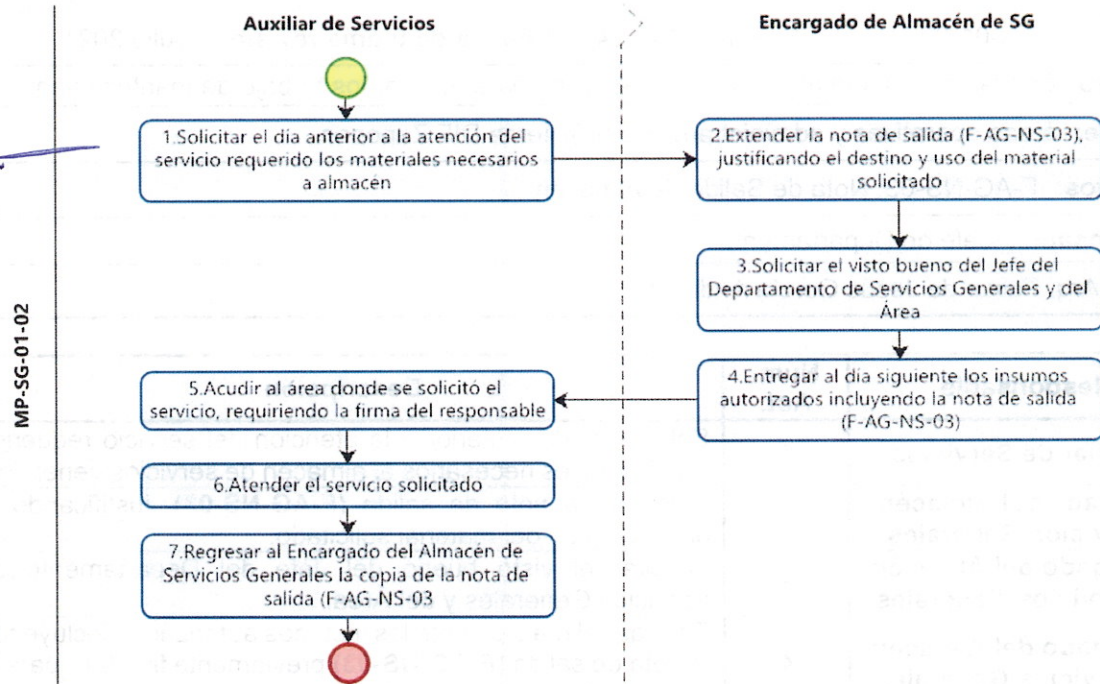 Auxiliar de Servicios
Encargado de Almacén de SG
1.Solicitar el dia anterior a la atención del
servicio requerido los materiales necesarios
a almacén
2.Extender la nota de salida (F-AG-NS-03),
justificando el destino y uso del material
solicitado
3.Solicitar el visto bueno del Jefe del
Departamento de Servicios Generales y del
Área
4.Entregar al día siguiente los insumos
autorizados incluyendo la nota de salida
(F-AG-NS-03)
5.Acudir al area donde se solicitó el
servicio, requiriendo la firma del responsable
6.Atender el servicio solicitado
7.Regresar al Encargado del Almacén de
Servicios Generales la copia de la nota de
salida (F-AG-NS-03
MP-SG-01-02